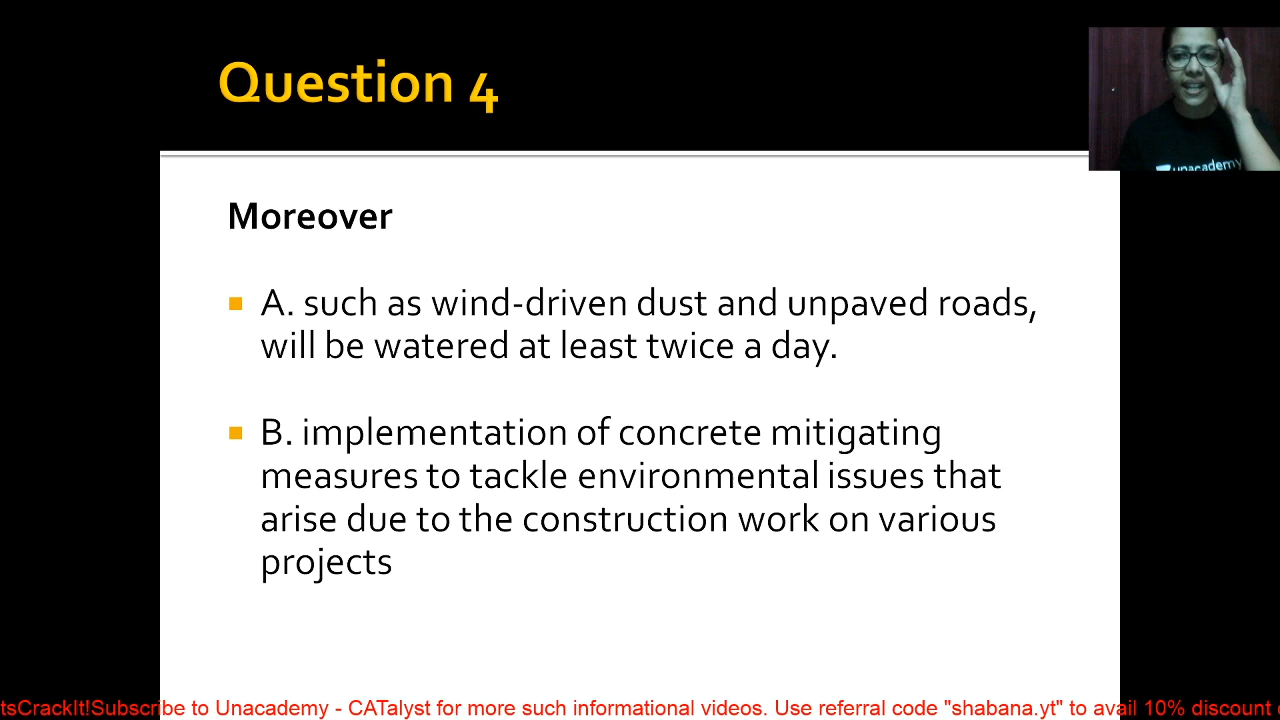 Question 4
unacademy
Moreover
A. such as wind-driven dust and unpaved roads,
will be watered at least twice a day.
B. implementation of concrete mitigating
measures to tackle environmental issues that
arise due to the construction work on various
projects
tsCrackIt!Subscribe to Unacademy - CATalyst for more such informational videos. Use referral code "shabana.yt" to avail 10% discount